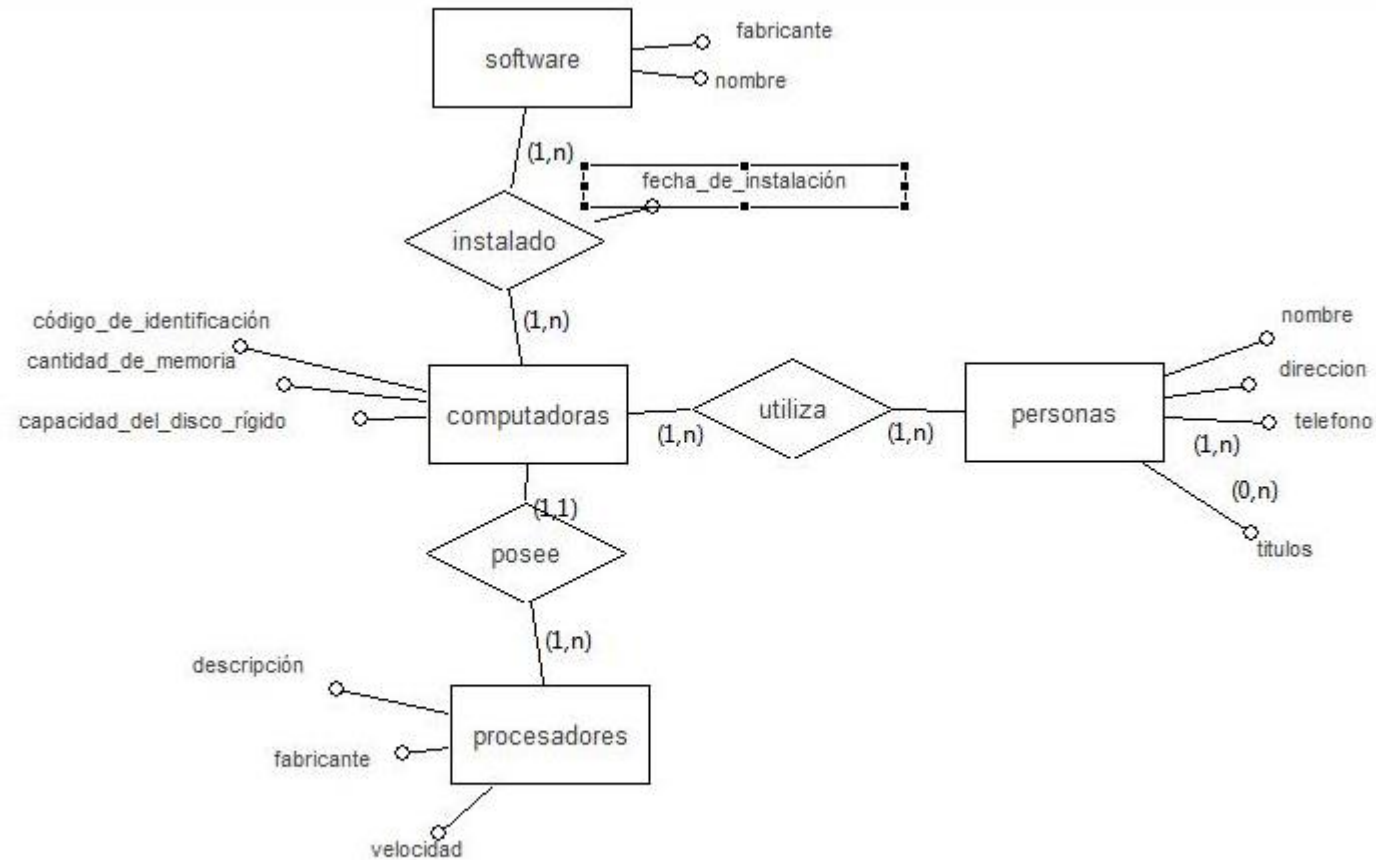 fabricante
software
nombre
(1,n)
fecha_de_instalación
instalado
(1,n)
código_de_identificación
cantidad_de_memoria
capacidad_del_disco_rígido
computadoras
(1,n)
utiliza
(1,n)
personas
nombre
direccion
telefono
(1,n)
(0,n)
titulos
(1,1)
posee
(1,n)
descripción
procesadores
fabricante
velocidad